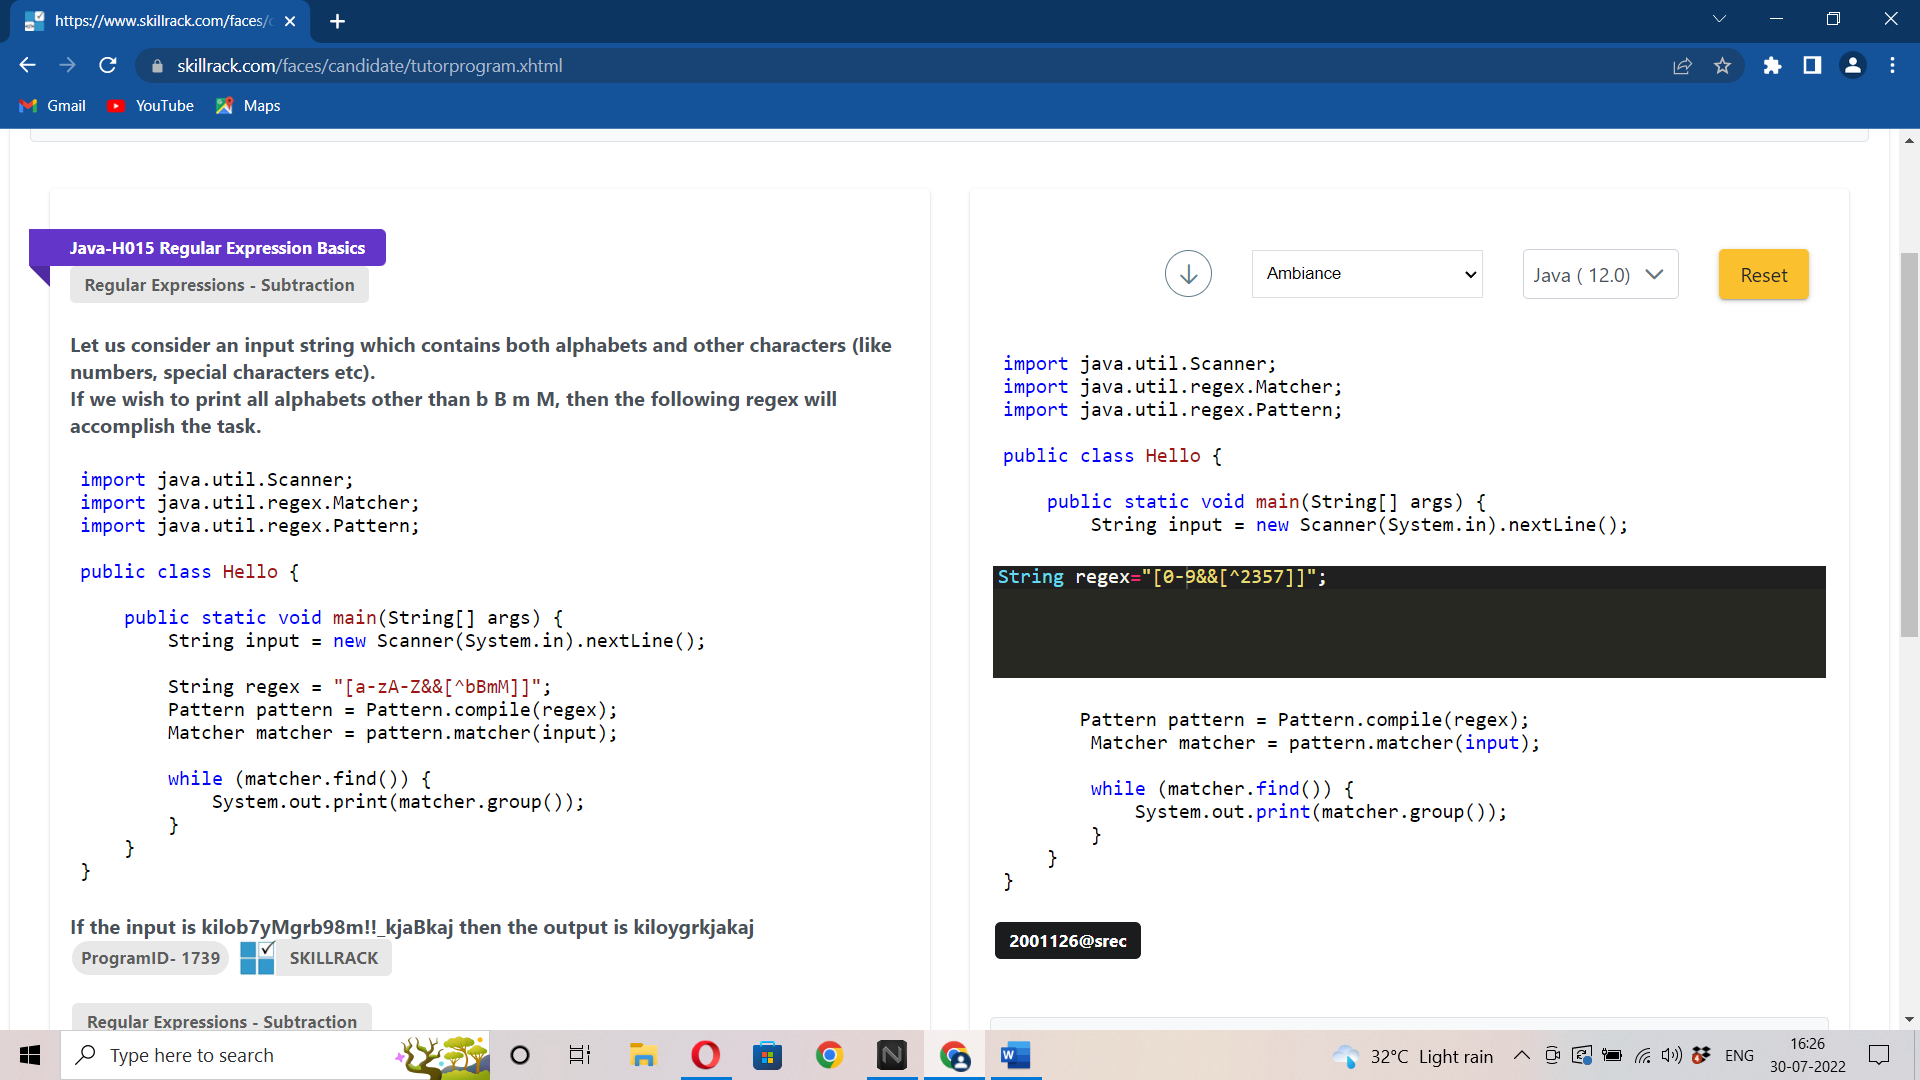 https://www.skillrack.com/faces/c
skillrack.com/faces/candidate/tutorprogram.xhtml
Gmail YouTube Maps
Java-H015 Regular Expression Basics
Regular Expressions - Subtraction
Let us consider an input string which contains both alphabets and other characters (like
numbers, special characters etc).
If we wish to print all alphabets other than b B m M, then the following regex will
accomplish the task.
import java.util.Scanner;
import java.util.regex.Matcher;
import java.util.regex.Pattern;
public class Hello {
public static void main(String[] args) {
String input = new Scanner(System.in).nextLine();
String regex = "[a-zA-Z&&[^bBmM]]";
Pattern pattern = Pattern.compile(regex);
Matcher matcher = pattern.matcher(input);
while (matcher.find()) {
System.out.print(matcher.group());
}
}
}
If the input is kilob7yMgrb98m!!_kjaBkaj then the output is kiloygrkjakaj
ProgramID- 1739 SKILLRACK
Regular Expressions - Subtraction
Ambiance Java ( 12.0) Reset
import java.util.Scanner;
import java.util.regex.Matcher;
import java.util.regex.Pattern;
public class Hello {
public static void main(String[] args) {
String input = new Scanner(System.in).nextLine();
String regex="[0-9&&[^2357]]";
Pattern pattern = Pattern.compile(regex);
Matcher matcher = pattern.matcher(input);
while (matcher.find()) {
System.out.print(matcher.group());
}
}
}
2001126@srec
Type here to search
32°C Light rain ENG 16:26
30-07-2022